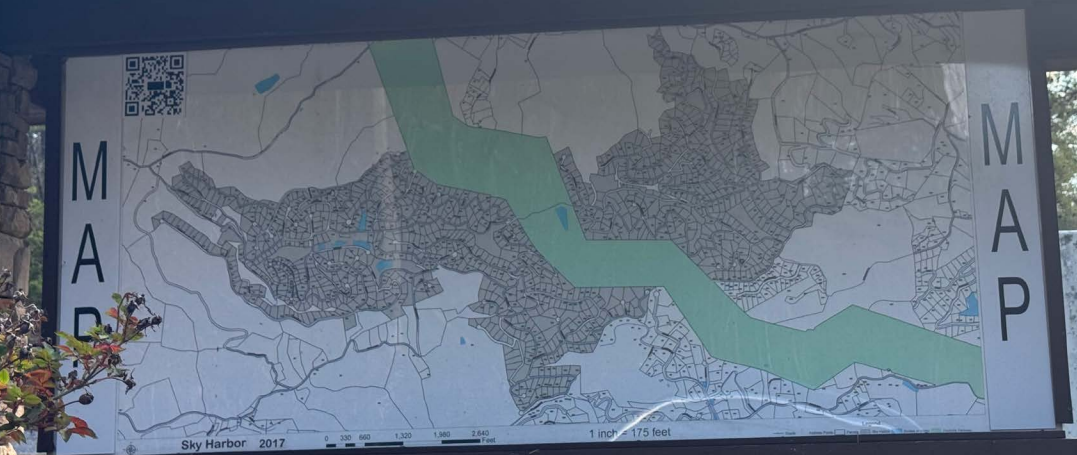 MAP
MAP
Sky Harbor 2017
0 330 660 1,320 1,980 2,640
Feet
1 inch = 175 feet